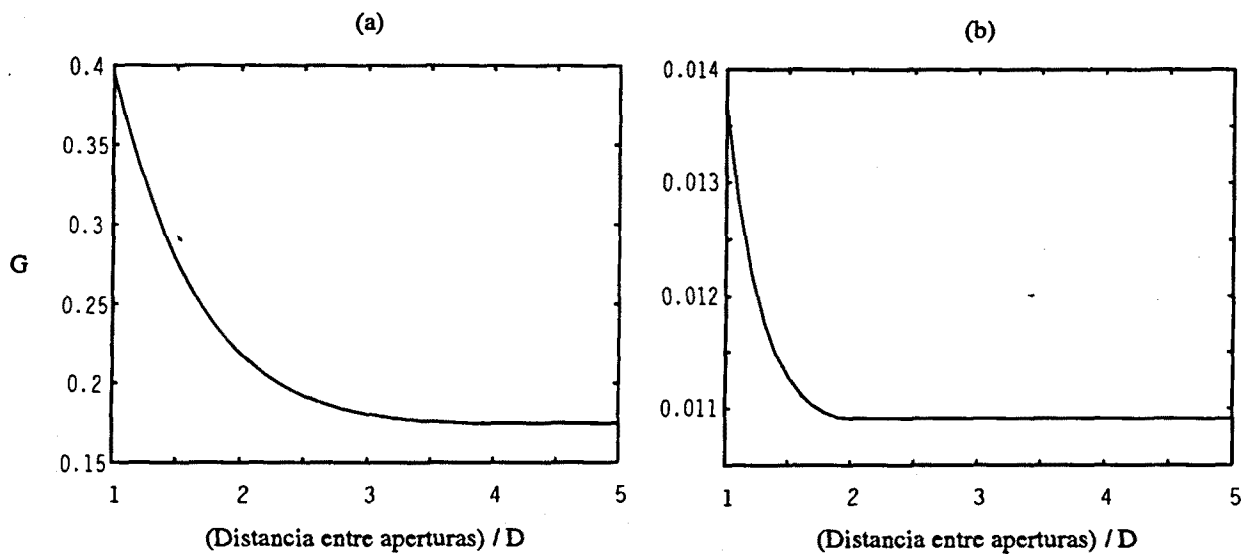 (a)
0.4
0.35
0.3
G
0.25
0.2
0.15
1 2 3 4 5
(Distancia entre aperturas) / D
(b)
0.014
0.013
0.012
0.011
1 2 3 4 5
(Distancia entre aperturas) / D